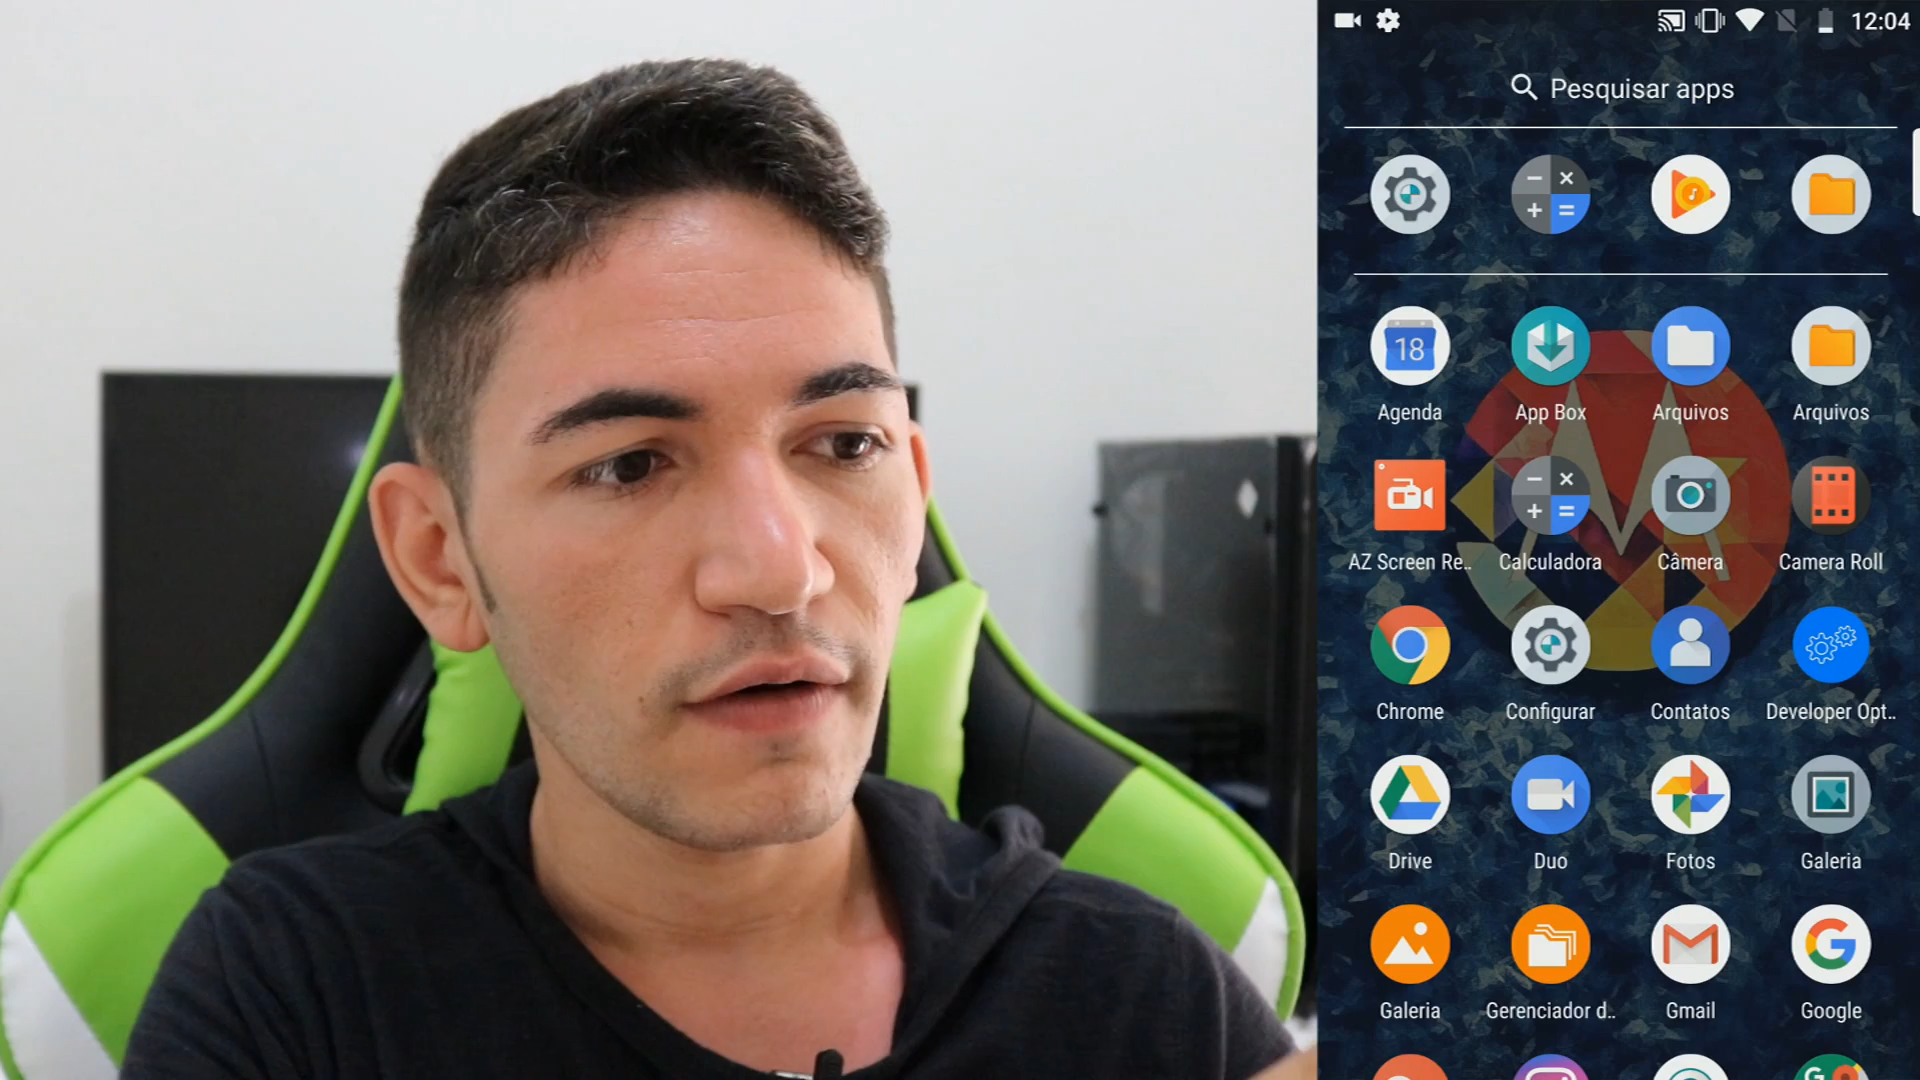 12:04
Pesquisar apps
18
Agenda
App Box
Arquivos
Arquivos
AZ Screen Re..
Calculadora
Câmera
Camera Roll
Chrome
Configurar
Contatos
Developer Opt..
Drive
Duo
Fotos
Galeria
Galeria
Gerenciador d..
Gmail
Google